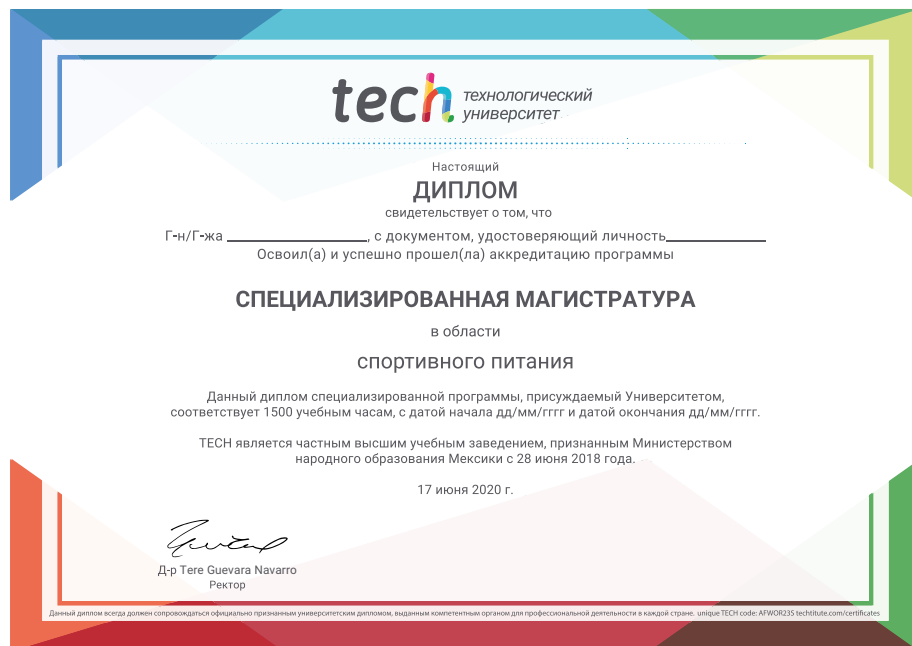 tech технологический
университет
Настоящий
ДИПЛОМ
свидетельствует о том, что
Г-н/Г-жа ____________, с документом, удостоверяющий личность____________
Освоил(а) и успешно прошел(ла) аккредитацию программы
СПЕЦИАЛИЗИРОВАННАЯ МАГИСТРАТУРА
в области
спортивного питания
Данный диплом специализированной программы, присуждаемый Университетом,
соответствует 1500 учебным часам, с датой начала дд/мм/гггг и датой окончания дд/мм/гггг.
ТЕСН является частным высшим учебным заведением, признанным Министерством
народного образования Мексики с 28 июня 2018 года.
17 июня 2020 г.
Д-р Tere Guevara Navarro
Ректор
Данный диплом всегда должен сопровождаться официально признанным университетским дипломом, выданным компетентным органом для профессиональной деятельности в каждой стране. unique TECH code: AFWOR23S techtitute.com/certificates